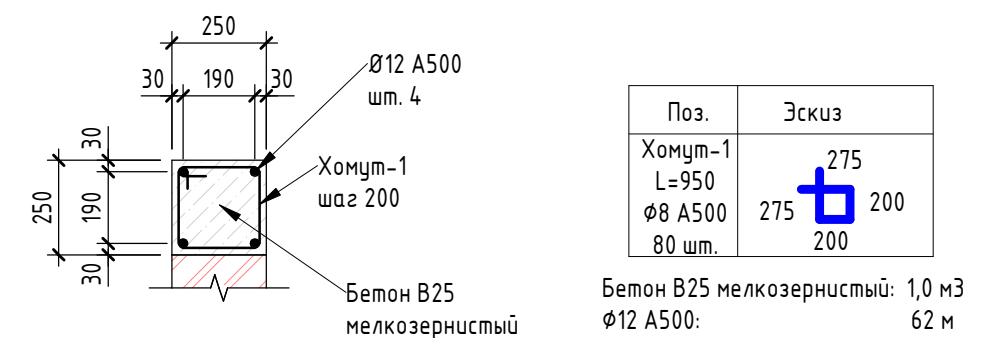 250
30 190 30
Ø12 А500
шт. 4
30
Хомут-1
шаг 200
250
190
30
Бетон В25
мелкозернистый
Поз. Эскиз
Хомут-1
L=950
Ф8 А500
80 шт.
275
275
200
200
Бетон В25 мелкозернистый: 1,0 м3
Ф12 А500: 62 м